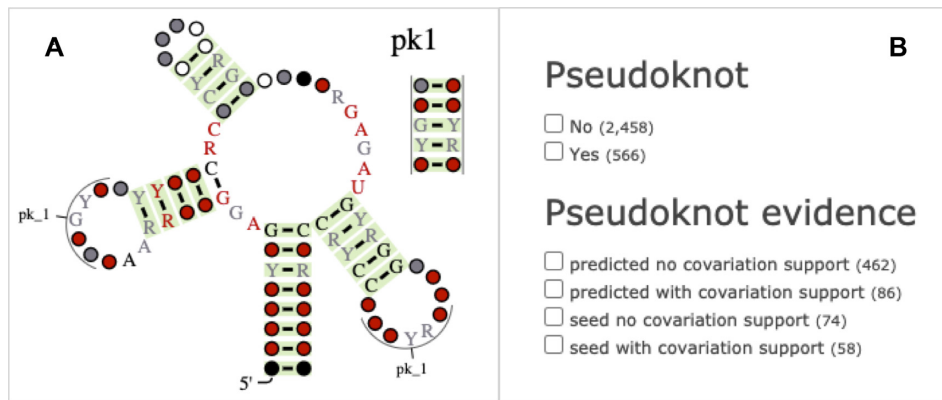 A
pk1
B
R
G
Y
C
R
G
A
G
A
U
C
R
C
G
G
A
G Y
Y R
pk_1
Y
G
Y
Y
R
R
A
A
G C C G
Y R
Y
R
G
G
R
Y
C
C
Y R
pk_1
5'
Pseudoknot
No (2,458)
Yes (566)
Pseudoknot evidence
predicted no covariation support (462)
predicted with covariation support (86)
seed no covariation support (74)
seed with covariation support (58)